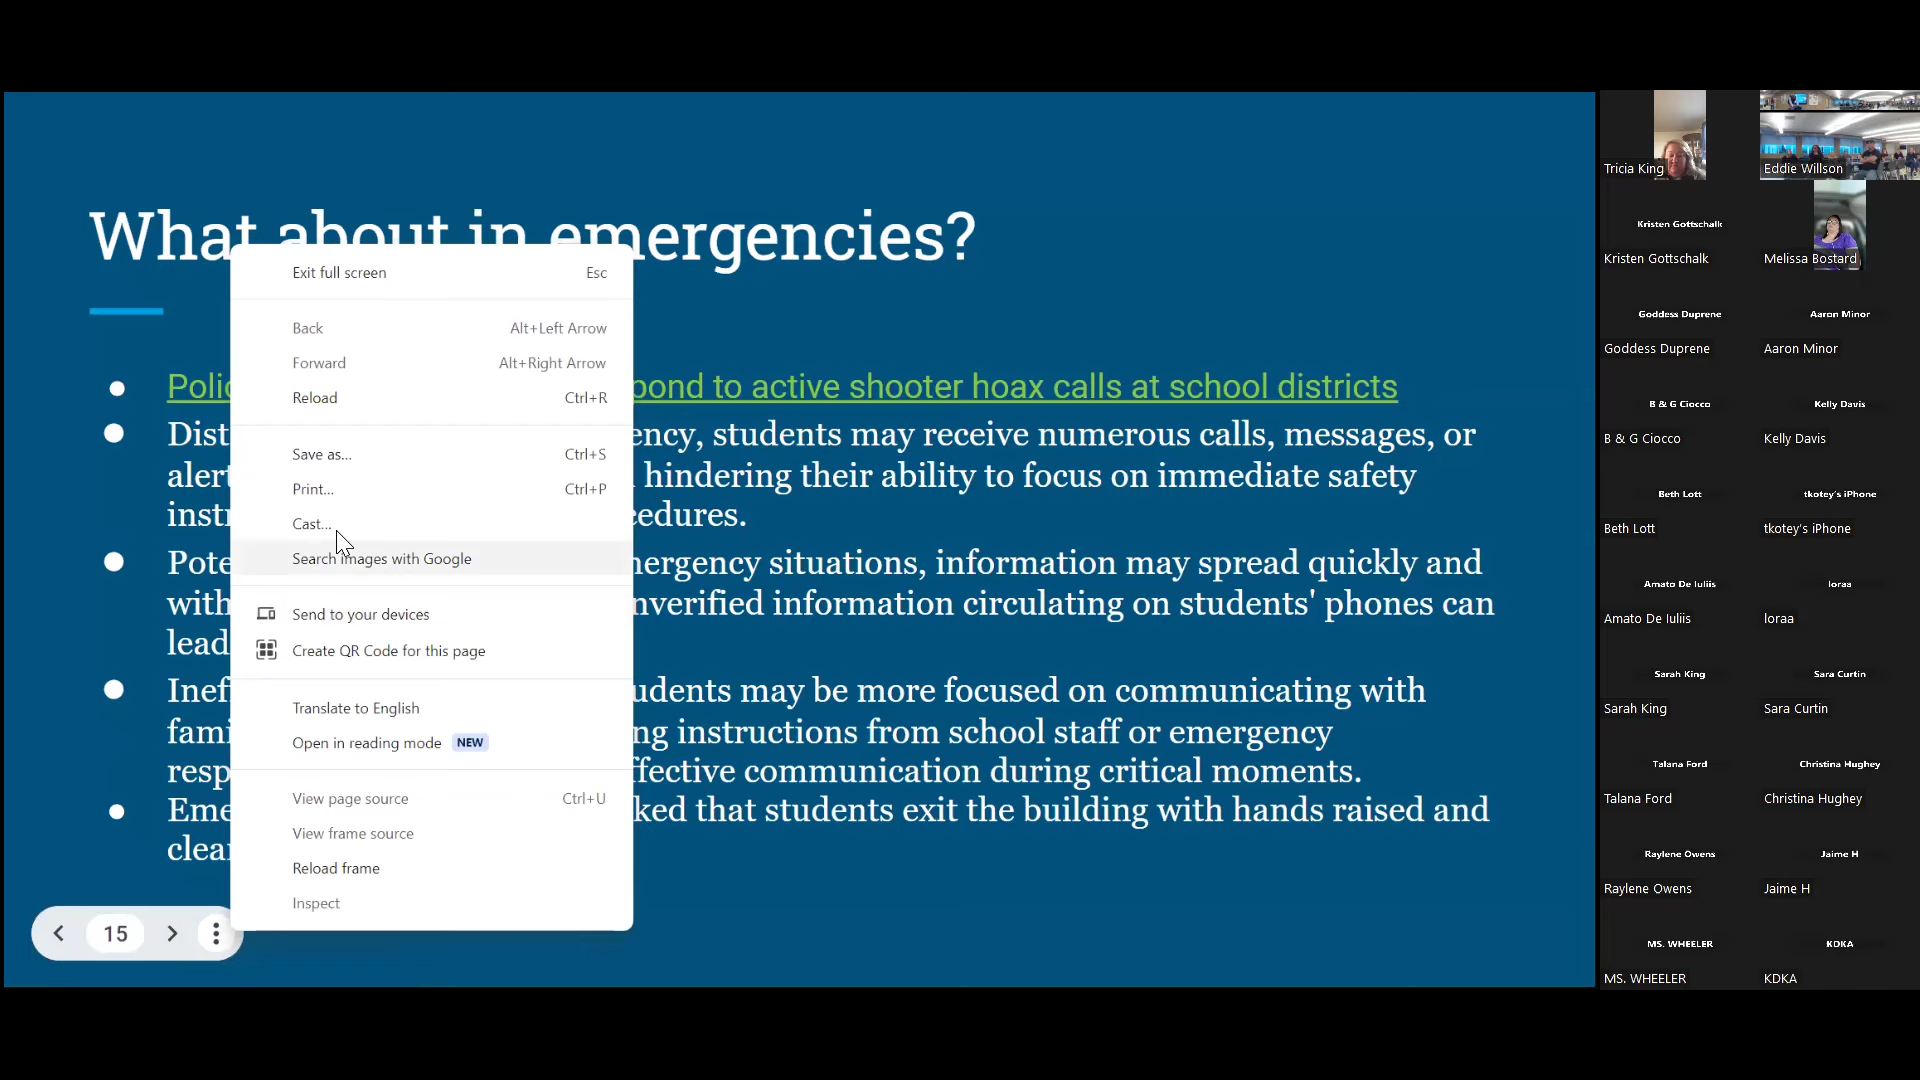 What about in emergencies?
Polic
pond to active shooter hoax calls at school districts
Dist
ency, students may receive numerous calls, messages, or
alert
hindering their ability to focus on immediate safety
instr
cedures.
Pote
nergency situations, information may spread quickly and
with
nverified information circulating on students' phones can
lead
Inef
udents may be more focused on communicating with
fami
ng instructions from school staff or emergency
resp
ffective communication during critical moments.
Eme
ked that students exit the building with hands raised and
clear
Exit full screen Esc
Back Alt+Left Arrow
Forward Alt+Right Arrow
Reload Ctrl+R
Save as... Ctrl+S
Print... Ctrl+P
Cast...
Search images with Google
Send to your devices
Create QR Code for this page
Translate to English
Open in reading mode NEW
View page source Ctrl+U
View frame source
Reload frame
Inspect
15
Tricia King
Eddie Willson
Kristen Gottschalk
Kristen Gottschalk
Melissa Bostard
Goddess Duprene
Aaron Minor
Goddess Duprene
Aaron Minor
B & G Ciocco
Kelly Davis
B & G Ciocco
Kelly Davis
Beth Lott
tkotey's iPhone
Beth Lott
tkotey's iPhone
Amato De Iuliis
loraa
Amato De Iuliis
loraa
Sarah King
Sara Curtin
Sarah King
Sara Curtin
Talana Ford
Christina Hughey
Talana Ford
Christina Hughey
Raylene Owens
Jaime H
Raylene Owens
Jaime H
MS. WHEELER
KDKA
MS. WHEELER
KDKA